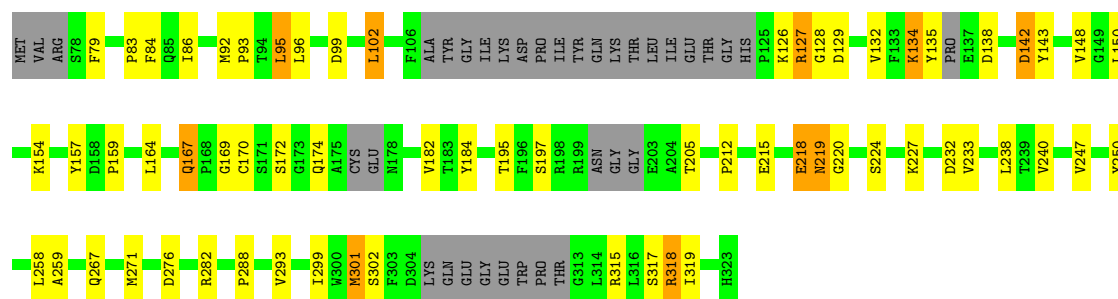 MET VAL ARG S78 F79 P83 F84 Q85 I86 M92 P93 T94 L95 L96 D99 L102 F106 ALA TYR GLY ILE LYS ASP PRO ILE TYR GLN LYS THR LEU ILE GLU THR GLY HIS P125 K126 R127 G128 D129 V132 F133 K134 Y135 PRO E137 D138 D142 Y143 V148 G149 L150
K154 Y157 D158 P159 L164 Q167 P168 G169 C170 S171 S172 G173 Q174 A175 CYS GLU N178 V182 T183 Y184 T195 F196 S197 R198 R199 ASN GLY GLY E203 A204 T205 P212 E215 E218 N219 G220 S224 K227 D232 V233 L238 T239 V240 V247 Y250
L258 A259 Q267 M271 D276 R282 P288 V293 I299 W300 M301 S302 F303 D304 LYS GLN GLU GLY GLU TRP PRO THR G313 L314 R315 L316 S317 R318 I319 H323